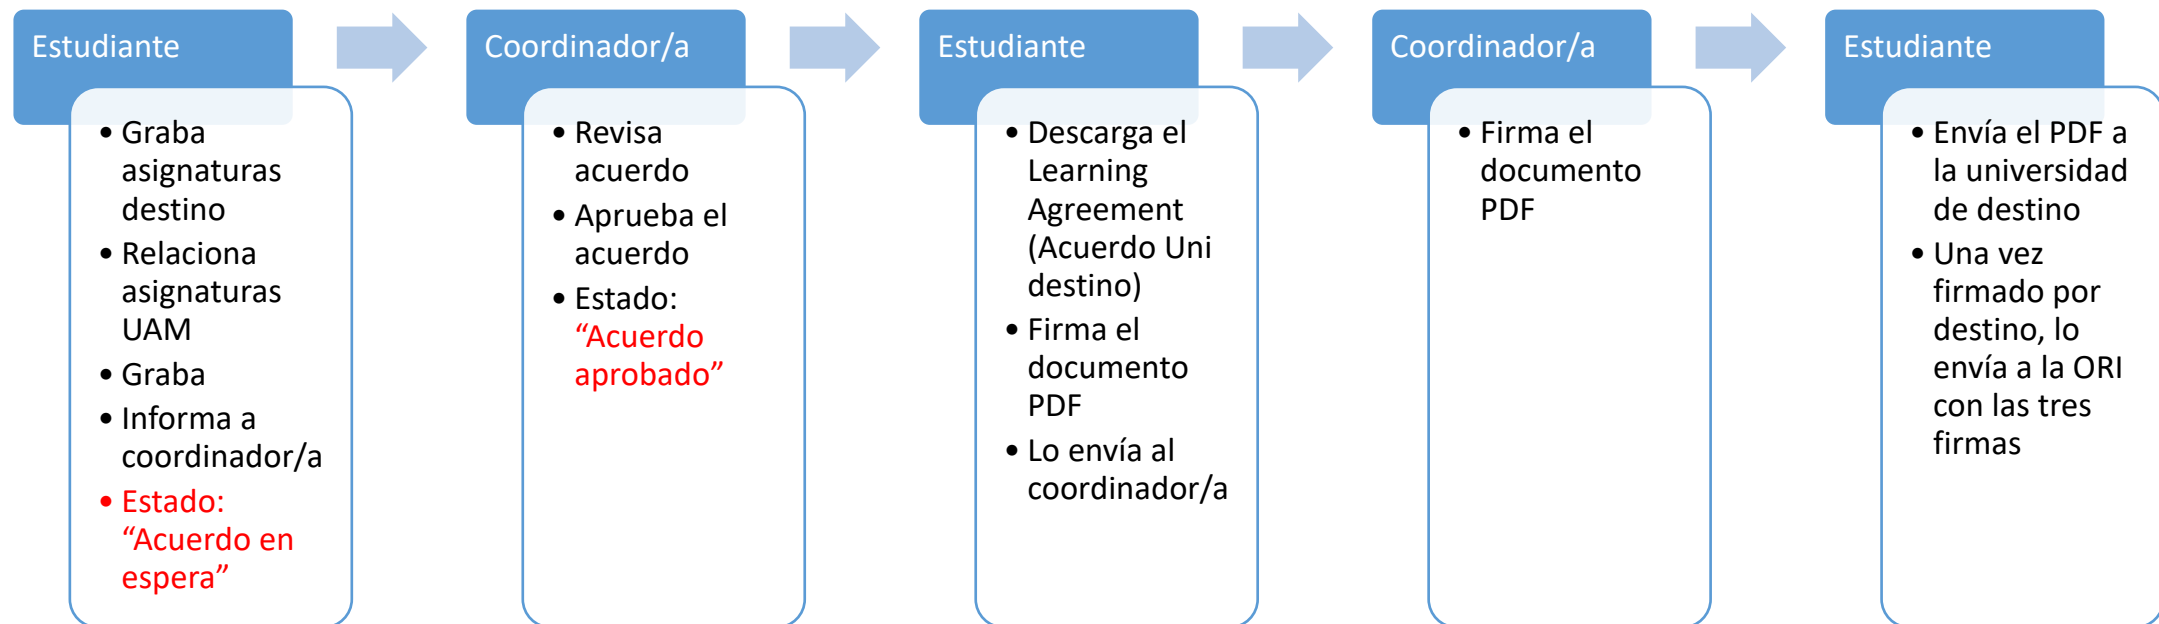 Estudiante
• Graba
asignaturas
destino
• Relaciona
asignaturas
UAM
• Graba
• Informa a
coordinador/a
• Estado:
“Acuerdo en
espera”
Coordinador/a
• Revisa
acuerdo
• Aprueba el
acuerdo
• Estado:
“Acuerdo
aprobado”
Estudiante
• Descarga el
Learning
Agreement
(Acuerdo Uni
destino)
• Firma el
documento
PDF
• Lo envía al
coordinador/a
Coordinador/a
• Firma el
documento
PDF
Estudiante
• Envía el PDF a
la universidad
de destino
• Una vez
firmado por
destino, lo
envía a la ORI
con las tres
firmas